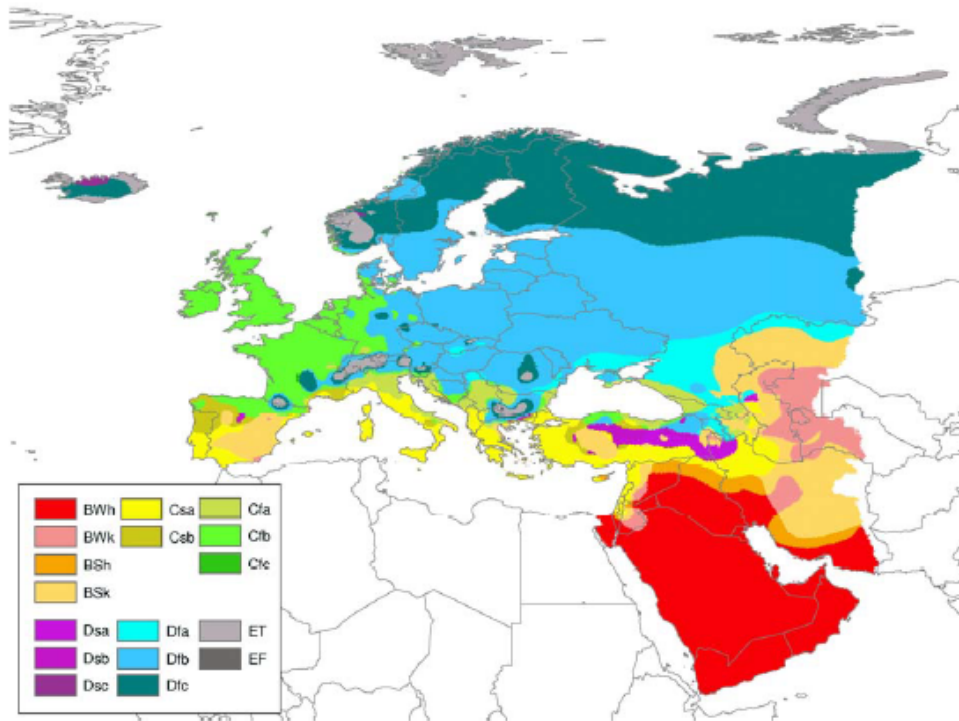 BWh Csa Cfa
BWk Csb Cfb
BSh Cfc
BSk
Dsa Dfa ET
Dsb Dfb EF
Dsc Dfc